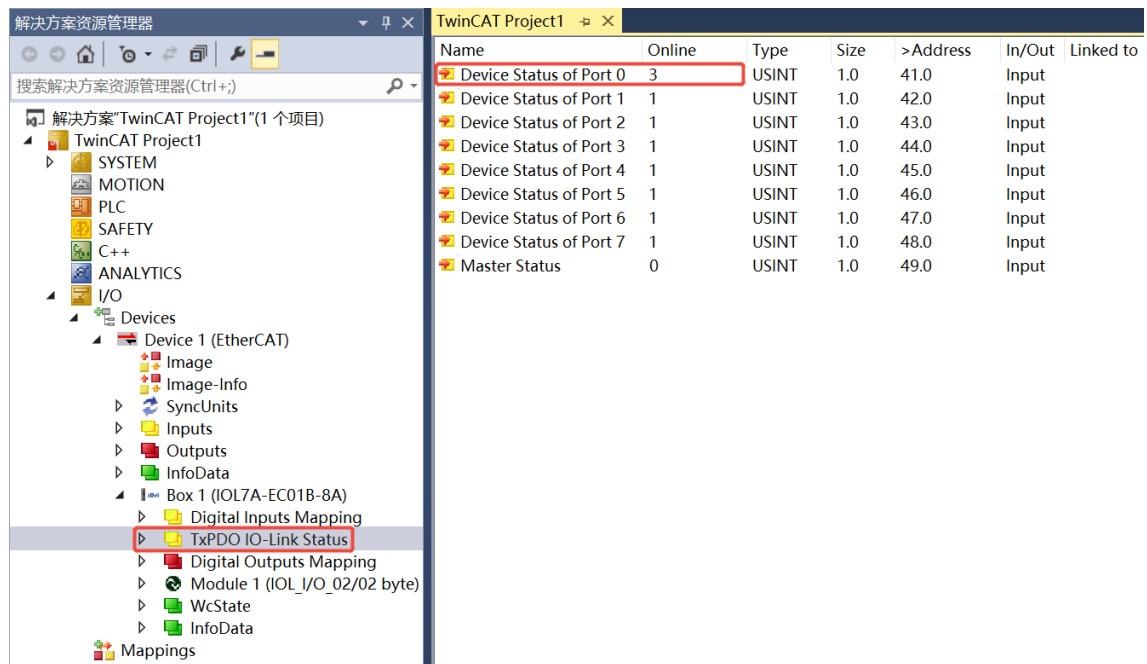 解决方案资源管理器
搜索解决方案资源管理器(Ctrl+;)
解决方案"TwinCAT Project1"(1 个项目)
TwinCAT Project1
SYSTEM
MOTION
PLC
SAFETY
C++
ANALYTICS
I/O
Devices
Device 1 (EtherCAT)
Image
Image-Info
SyncUnits
Inputs
Outputs
InfoData
Box 1 (IOL7A-EC01B-8A)
Digital Inputs Mapping
TxPDO IO-Link Status
Digital Outputs Mapping
Module 1 (IOL_I/O_02/02 byte)
WcState
InfoData
Mappings
TwinCAT Project1
Name Online Type Size >Address In/Out Linked to
Device Status of Port 0 3 USINT 1.0 41.0 Input
Device Status of Port 1 1 USINT 1.0 42.0 Input
Device Status of Port 2 1 USINT 1.0 43.0 Input
Device Status of Port 3 1 USINT 1.0 44.0 Input
Device Status of Port 4 1 USINT 1.0 45.0 Input
Device Status of Port 5 1 USINT 1.0 46.0 Input
Device Status of Port 6 1 USINT 1.0 47.0 Input
Device Status of Port 7 1 USINT 1.0 48.0 Input
Master Status 0 USINT 1.0 49.0 Input